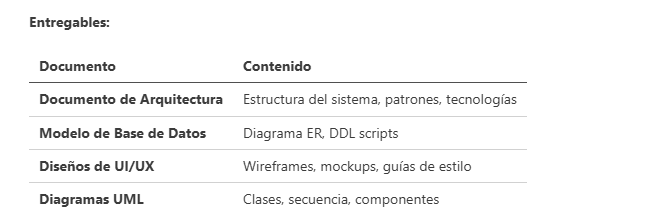 Entregables:
Documento Contenido
Documento de Arquitectura Estructura del sistema, patrones, tecnologías
Modelo de Base de Datos Diagrama ER, DDL scripts
Diseños de UI/UX Wireframes, mockups, guías de estilo
Diagramas UML Clases, secuencia, componentes